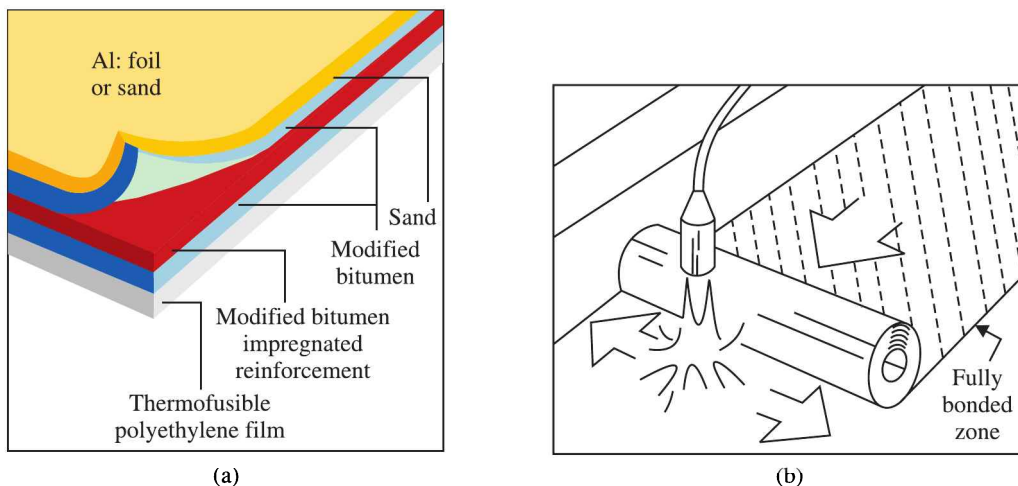 Al: foil
or sand
Sand
Modified
bitumen
Modified bitumen
impregnated
reinforcement
Thermofusible
polyethylene film
(a)
Fully
bonded
zone
(b)